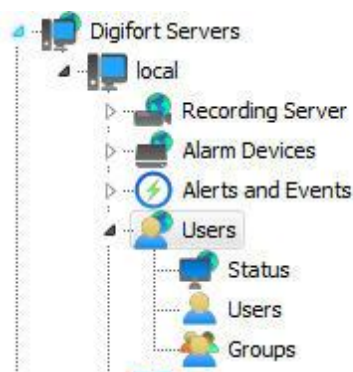 Digifort Servers
local
Recording Server
Alarm Devices
Alerts and Events
Users
Status
Users
Groups